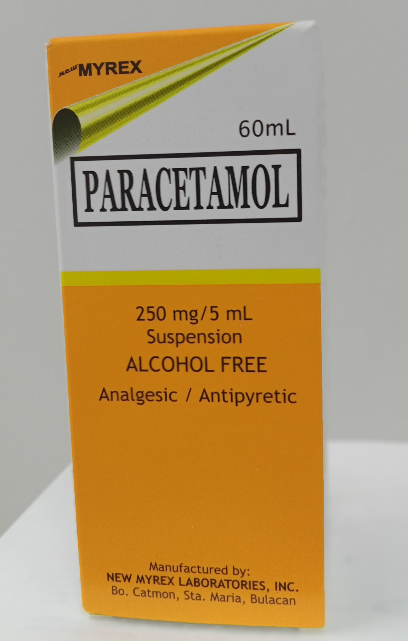 NEW MYREX
60mL
PARACETAMOL
250 mg/5 mL
Suspension
ALCOHOL FREE
Analgesic / Antipyretic
Manufactured by:
NEW MYREX LABORATORIES, INC.
Bo. Catmon, Sta. Maria, Bulacan